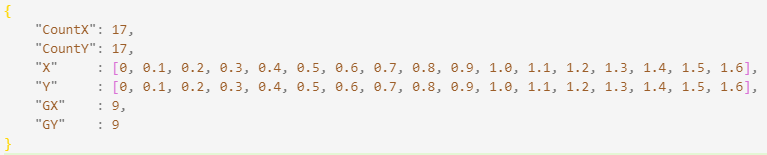 {
    "CountX": 17,
    "CountY": 17,
    "X"     : [0, 0.1, 0.2, 0.3, 0.4, 0.5, 0.6, 0.7, 0.8, 0.9, 1.0, 1.1, 1.2, 1.3, 1.4, 1.5, 1.6],
    "Y"     : [0, 0.1, 0.2, 0.3, 0.4, 0.5, 0.6, 0.7, 0.8, 0.9, 1.0, 1.1, 1.2, 1.3, 1.4, 1.5, 1.6],
    "GX"    : 9,
    "GY"    : 9
}